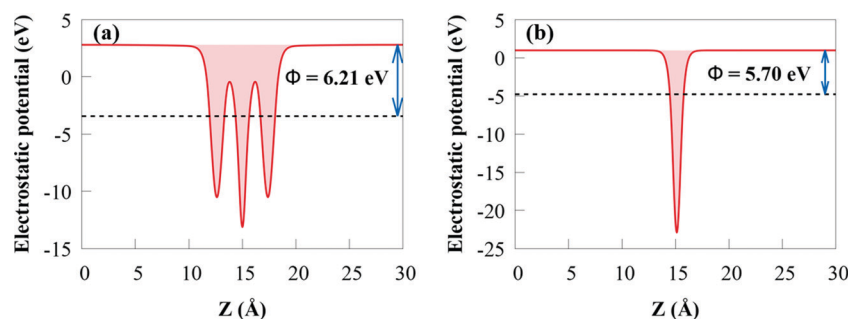 (a)
Electrostatic potential (eV)
5
0
-5
-10
-15
Φ = 6.21 eV
0 5 10 15 20 25 30
Z (Å)
(b)
Electrostatic potential (eV)
5
0
-5
-10
-15
-20
-25
Φ = 5.70 eV
0 5 10 15 20 25 30
Z (Å)